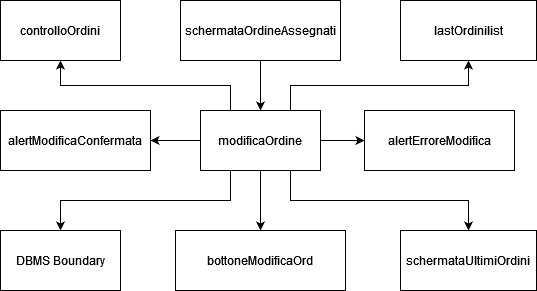 controlloOrdini
schermataOrdineAssegnati
lastOrdinilist
alertModificaConfermata
modificaOrdine
alertErroreModifica
DBMS Boundary
bottoneModificaOrd
schermataUltimiOrdini